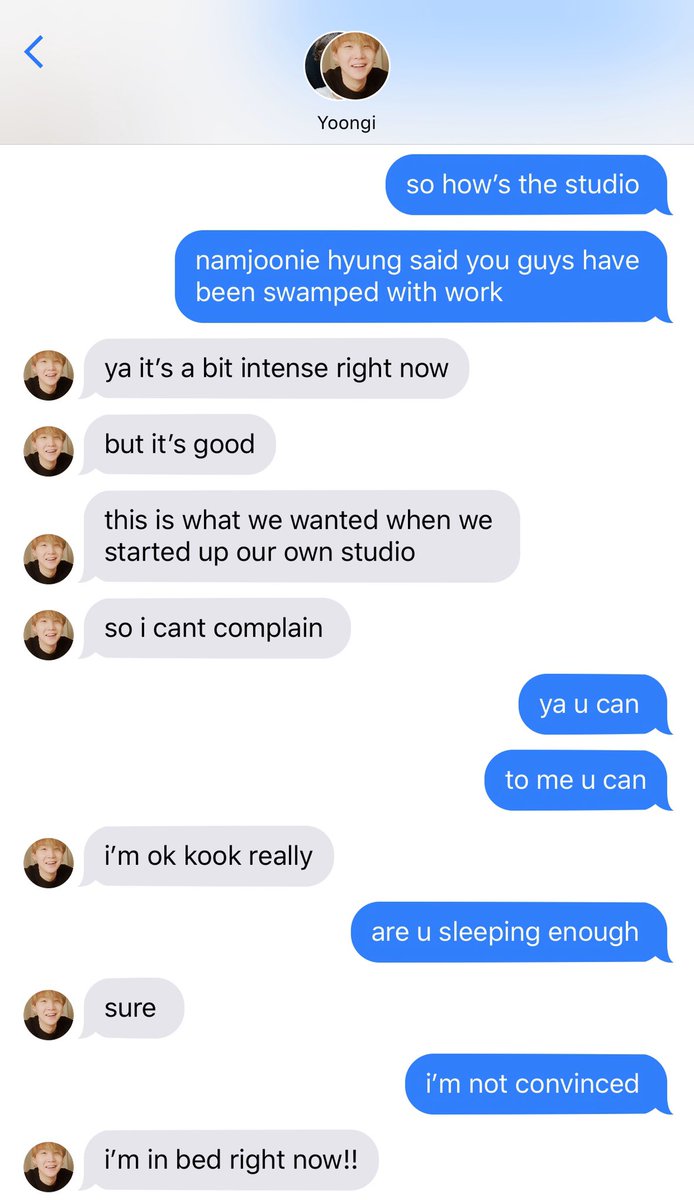 Yoongi
so how’s the studio
namjoonie hyung said you guys have
been swamped with work
ya it’s a bit intense right now
but it’s good
this is what we wanted when we
started up our own studio
so i cant complain
ya u can
to me u can
i’m ok kook really
are u sleeping enough
sure
i’m not convinced
i’m in bed right now!!